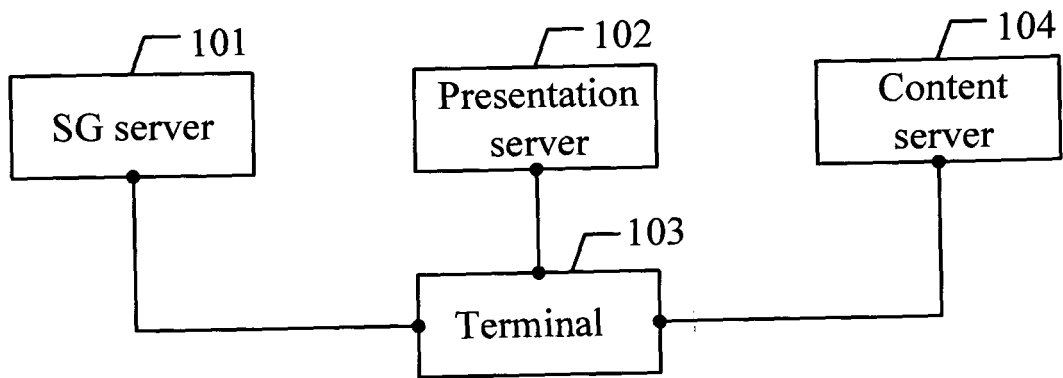 101
102
104
SG server
Presentation
server
Content
server
103
Terminal